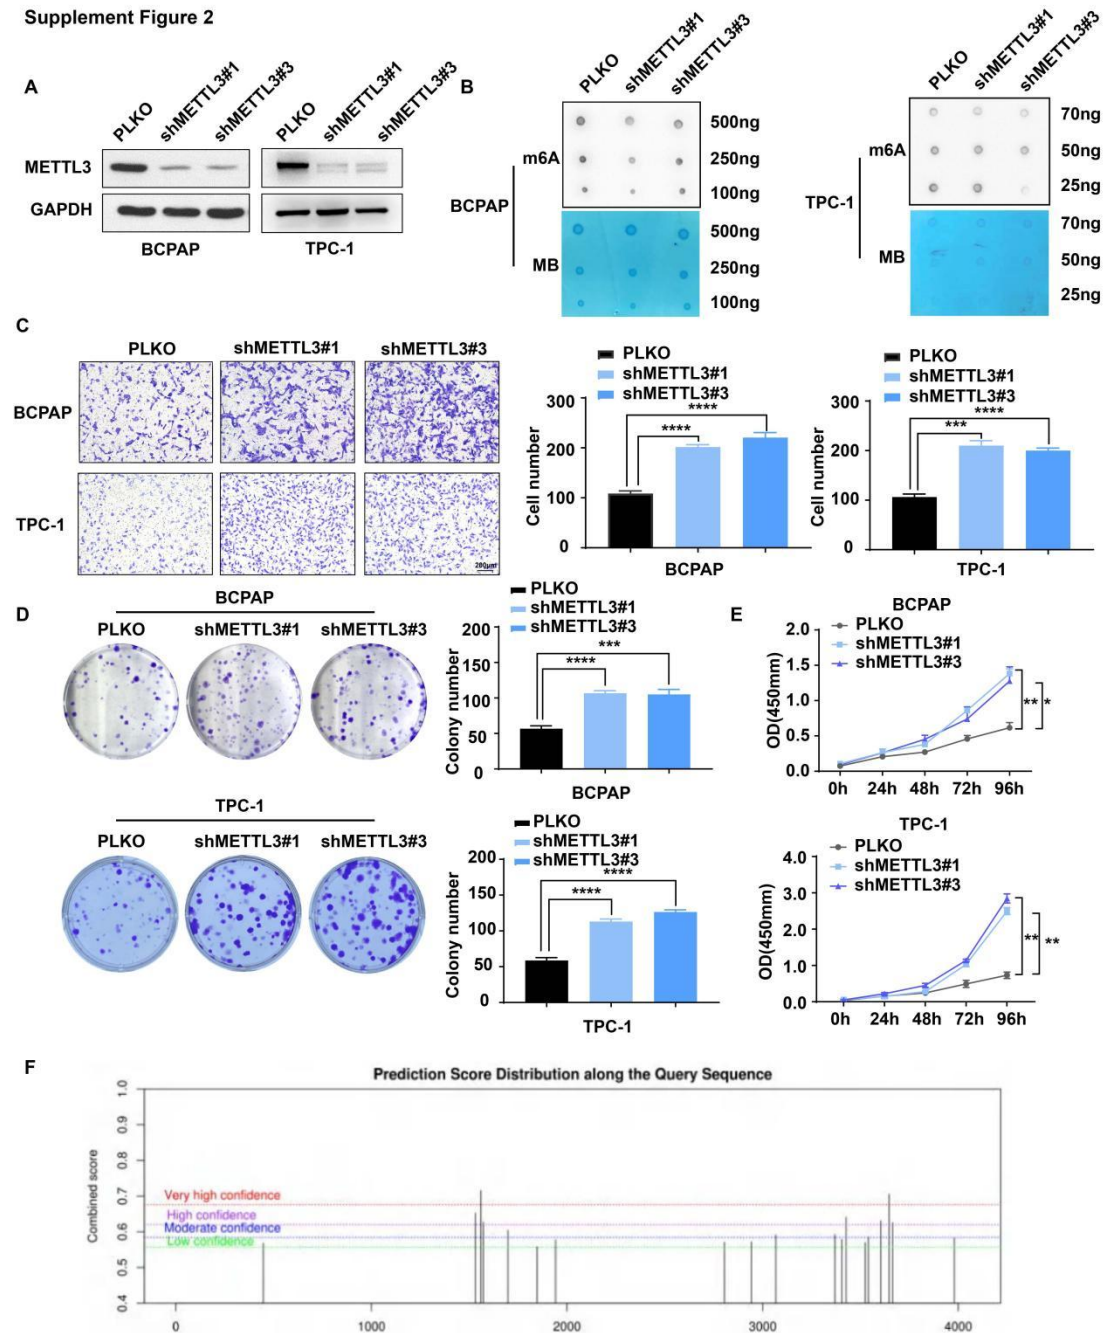 Supplement Figure 2
A
PLKO
shMETTL3#1
shMETTL3#3
PLKO
shMETTL3#1
shMETTL3#3
METTL3
GAPDH
BCPAP
TPC-1
B
PLKO
shMETTL3#1
shMETTL3#3
m6A
500ng
250ng
100ng
BCPAP
MB
500ng
250ng
100ng
PLKO
shMETTL3#1
shMETTL3#3
m6A
70ng
50ng
25ng
TPC-1
MB
70ng
50ng
25ng
C
PLKO shMETTL3#1 shMETTL3#3
BCPAP
TPC-1
200μm
PLKO
shMETTL3#1
shMETTL3#3
Cell number
300
200
100
0
****
****
BCPAP
PLKO
shMETTL3#1
shMETTL3#3
Cell number
300
200
100
0
****
***
TPC-1
D
BCPAP
PLKO shMETTL3#1 shMETTL3#3
TPC-1
PLKO shMETTL3#1 shMETTL3#3
PLKO
shMETTL3#1
shMETTL3#3
Colony number
200
150
100
50
0
***
****
BCPAP
PLKO
shMETTL3#1
shMETTL3#3
Colony number
200
150
100
50
0
****
****
TPC-1
E
BCPAP
PLKO
shMETTL3#1
shMETTL3#3
OD(450mm)
2.0
1.5
1.0
0.5
0.0
** *
0h 24h 48h 72h 96h
TPC-1
PLKO
shMETTL3#1
shMETTL3#3
OD(450mm)
4.0
3.0
2.0
1.0
0.0
** **
0h 24h 48h 72h 96h
F
Prediction Score Distribution along the Query Sequence
Combined score
1.0
0.9
0.8
0.7
0.6
0.5
0.4
Very high confidence
High confidence
Moderate confidence
Low confidence
0 1000 2000 3000 4000